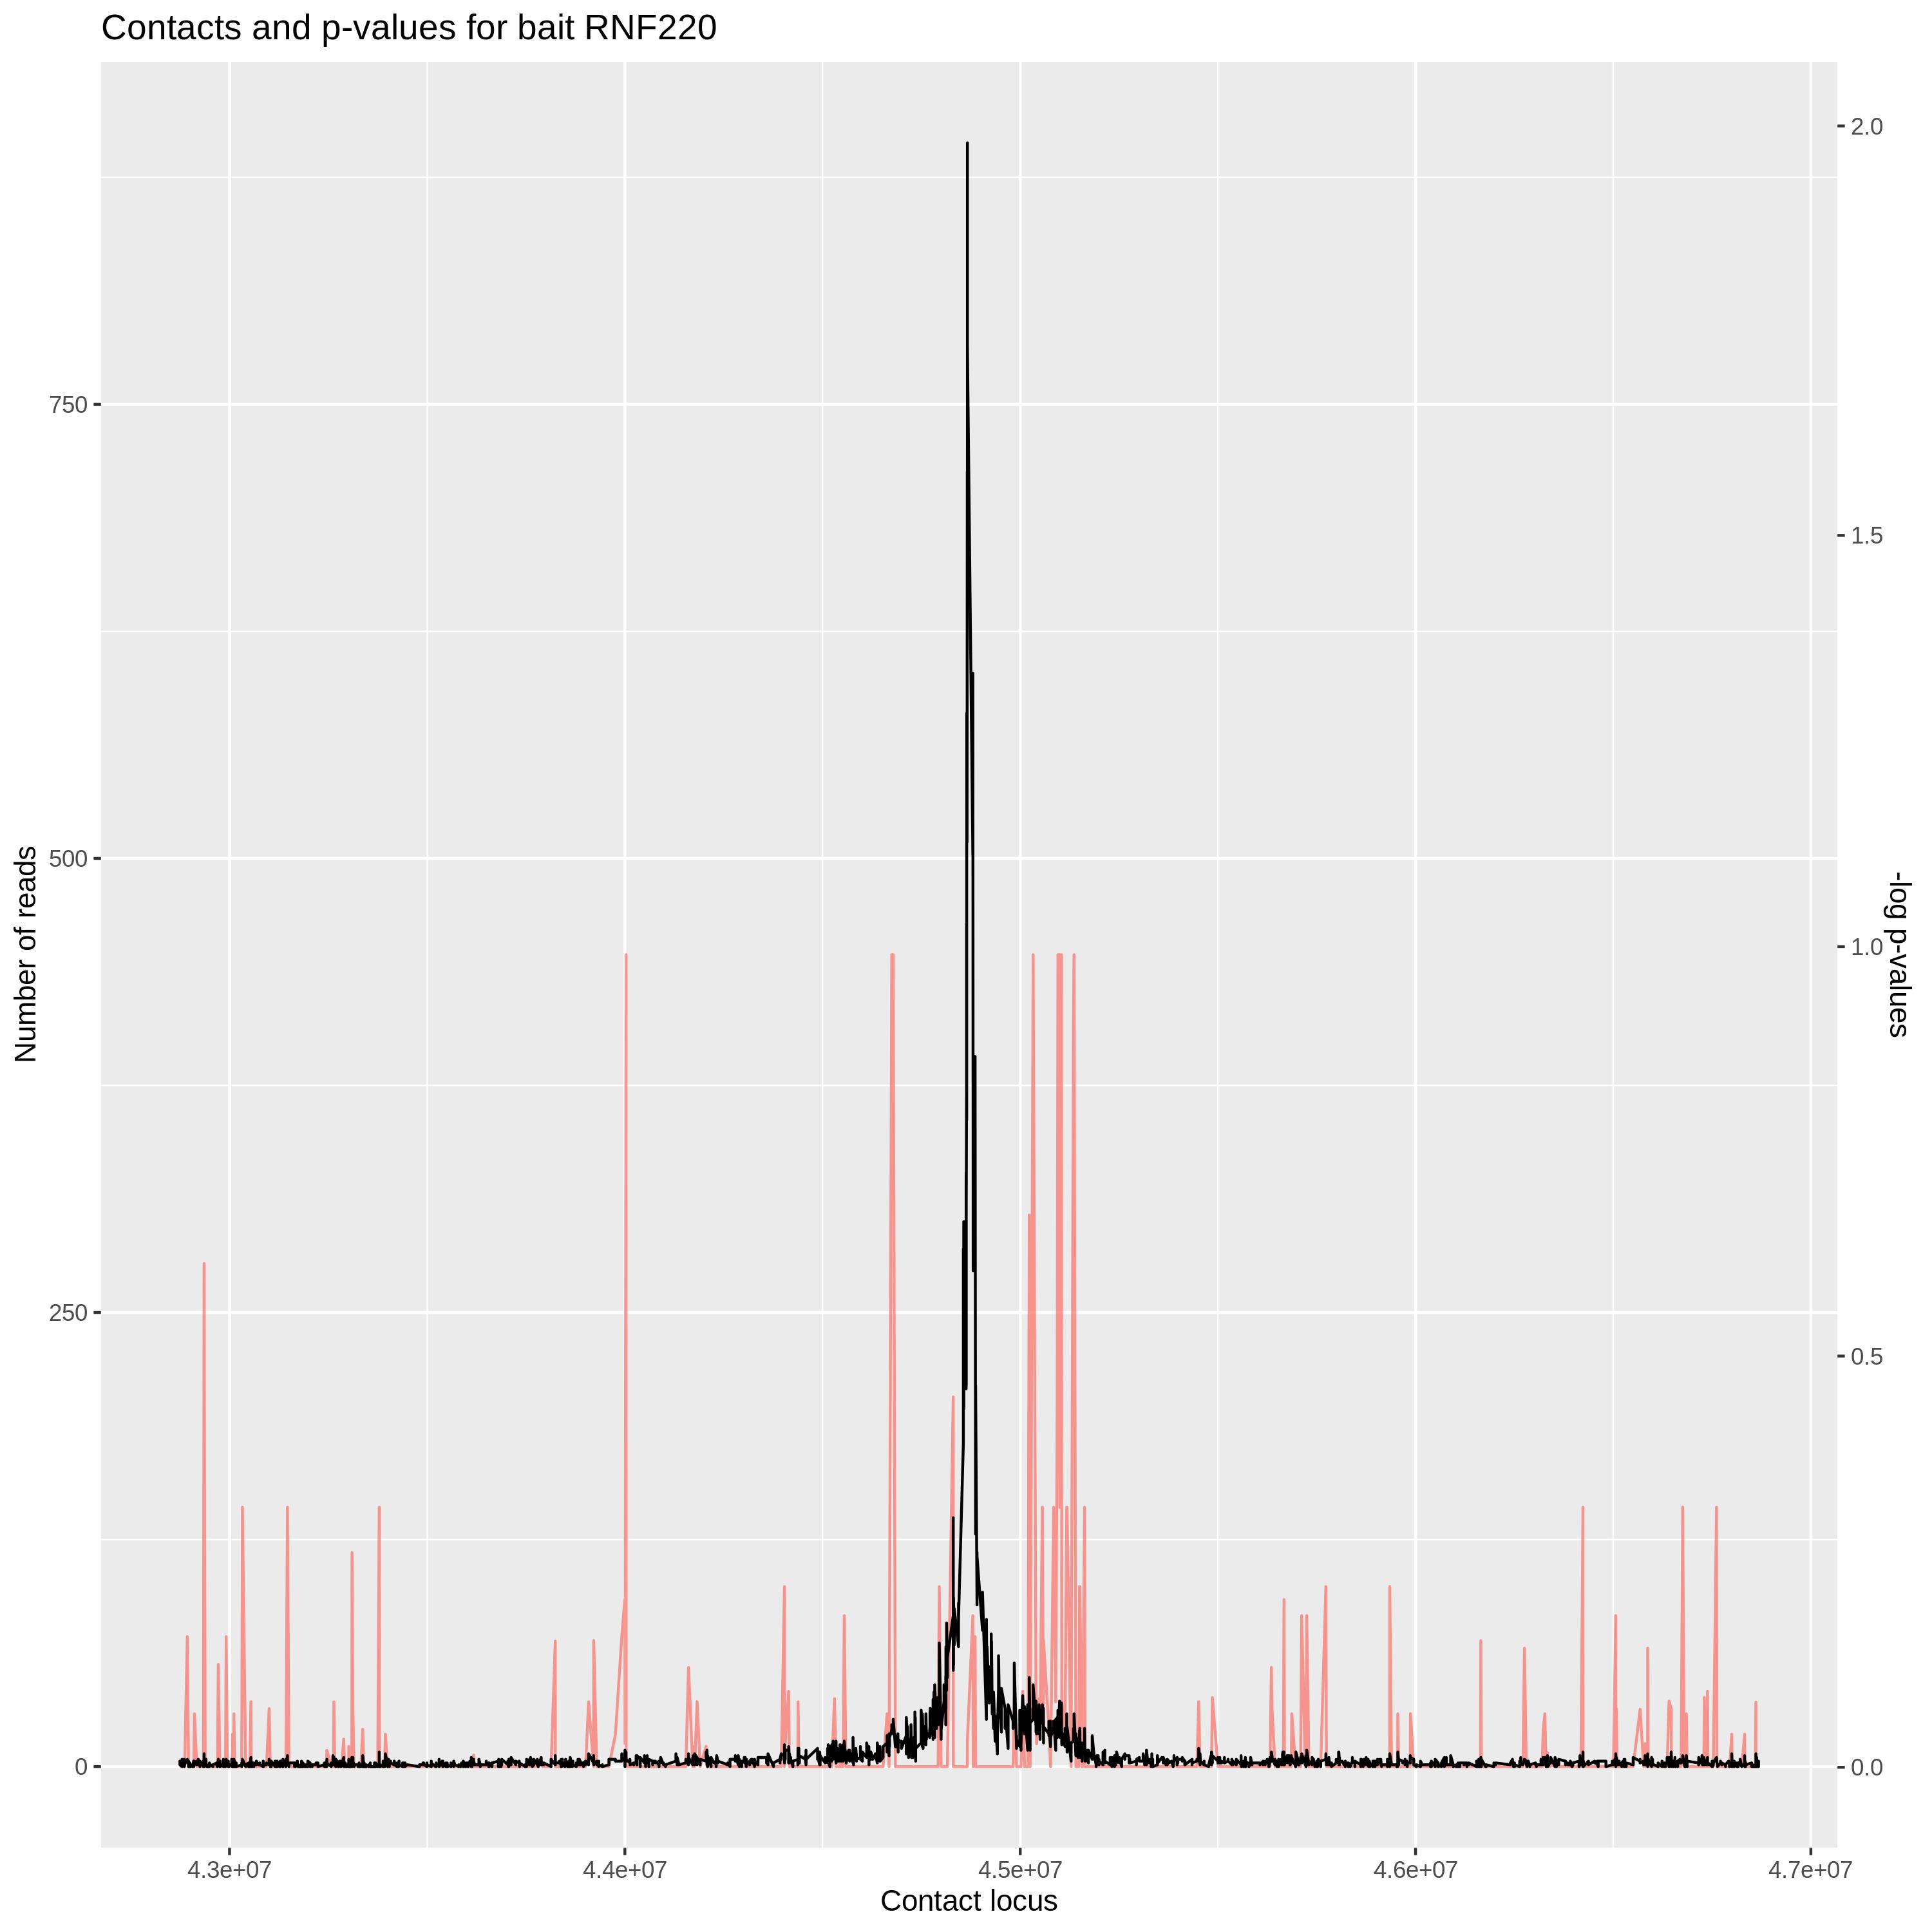 Contacts and p-values for bait RNF220
2.0
1.5
1.0
0.5
0.0
-log p-values
750
500
250
0
Number of reads
4.3e+07
4.4e+07
4.5e+07
4.6e+07
4.7e+07
Contact locus